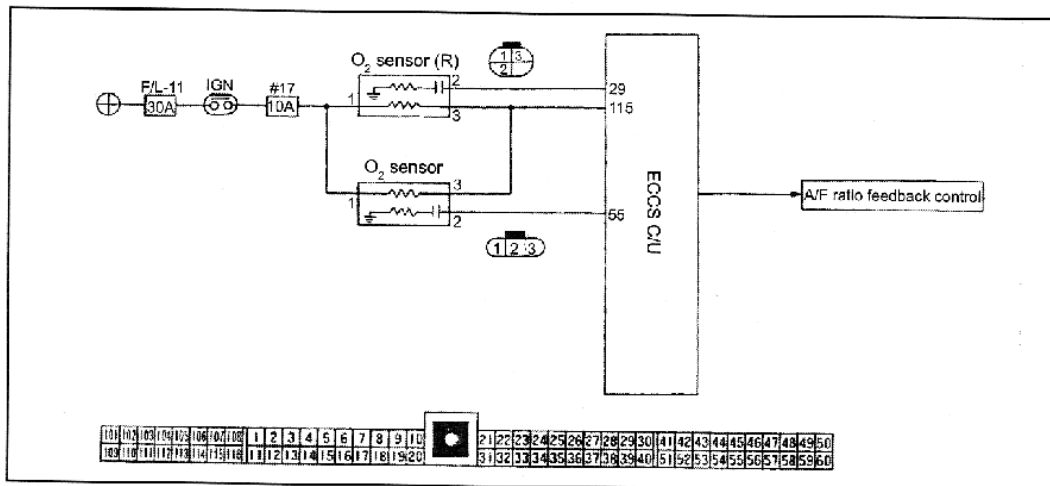 O2 sensor (R)
F/L-11 IGN #17
30A 10A
1 2 3
1 3
2
29
115
O2 sensor
1 3 2
55
1 2 3
ECCS C/U
A/F ratio feedback control
101 102 103 104 105 106 107 108 1 2 3 4 5 6 7 8 9 10 21 22 23 24 25 26 27 28 29 30 41 42 43 44 45 46 47 48 49 50
109 110 111 112 113 114 115 116 11 12 13 14 15 16 17 18 19 20 31 32 33 34 35 36 37 38 39 40 51 52 53 54 55 56 57 58 59 60